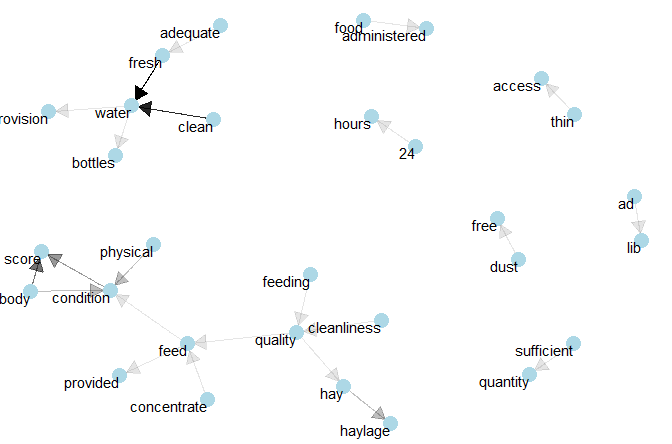 adequate
food
administered
fresh
access
water
rovision
clean
hours
thin
bottles
24
ad
free
lib
physical
score
dust
feeding
body
condition
cleanliness
quality
feed
sufficient
provided
quantity
hay
concentrate
haylage